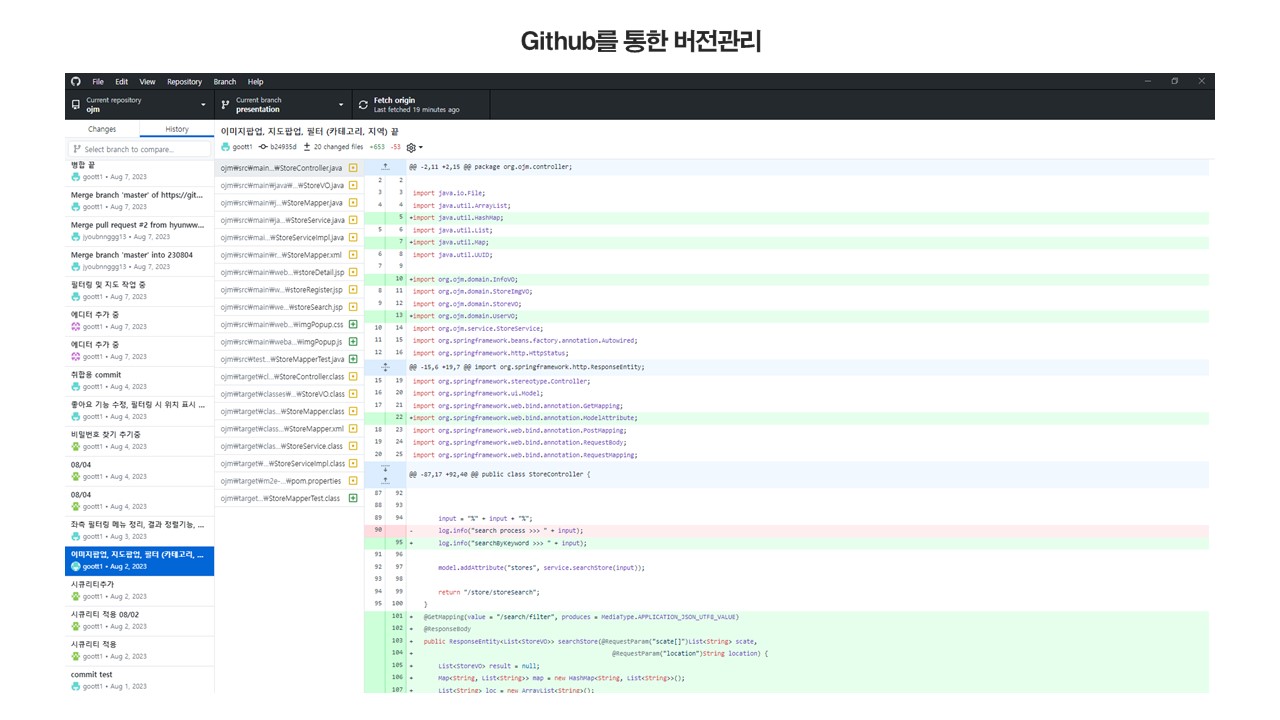 Github를 통한 버전관리
File Edit View Repository Branch Help
Current repository
ojm
Current branch
presentation
Fetch origin
Last fetched 19 minutes ago
Changes History
Select branch to compare...
병합 끝
goott1 • Aug 7, 2023
Merge branch 'master' of https://git...
goott1 • Aug 7, 2023
Merge pull request #2 from hyunww...
jyoubnnggg13 • Aug 7, 2023
Merge branch 'master' into 230804
jyoubnnggg13 • Aug 7, 2023
필터링 및 지도 작업 중
goott1 • Aug 7, 2023
에디터 추가 중
goott1 • Aug 7, 2023
에디터 추가 중
goott1 • Aug 7, 2023
취합용 commit
goott1 • Aug 4, 2023
좋아요 기능 수정, 필터링 시 위치 표시 ...
goott1 • Aug 4, 2023
비밀번호 찾기 추가중
goott1 • Aug 4, 2023
08/04
goott1 • Aug 4, 2023
08/04
goott1 • Aug 4, 2023
좌측 필터링 메뉴 정리, 결과 정렬기능, ...
goott1 • Aug 3, 2023
이미지팝업, 지도팝업, 필터 (카테고리, ...
goott1 • Aug 2, 2023
시큐리티추가
goott1 • Aug 2, 2023
시큐리티 적용 08/02
goott1 • Aug 2, 2023
시큐리티 적용
goott1 • Aug 2, 2023
commit test
goott1 • Aug 1, 2023
이미지팝업, 지도팝업, 필터 (카테고리, 지역) 끝
goott1 b24935d 20 changed files +653 -53
ojm₩src₩main...₩StoreController.java
ojm₩src₩main₩java₩...₩StoreVO.java
ojm₩src₩main₩j...₩StoreMapper.java
ojm₩src₩main₩ja...₩StoreService.java
ojm₩src₩mai...₩StoreServiceImpl.java
ojm₩src₩main₩r...₩StoreMapper.xml
ojm₩src₩main₩web...₩storeDetail.jsp
ojm₩src₩main₩w...₩storeRegister.jsp
ojm₩src₩main₩we...₩storeSearch.jsp
ojm₩src₩main₩web...₩imgPopup.css
ojm₩src₩main₩weba...₩imgPopup.js
ojm₩src₩test...₩StoreMapperTest.java
ojm₩target₩cl...₩StoreController.class
ojm₩target₩classes₩...₩StoreVO.class
ojm₩target₩clas...₩StoreMapper.class
ojm₩target₩class...₩StoreMapper.xml
ojm₩target₩clas...₩StoreService.class
ojm₩target₩...₩StoreServiceImpl.class
ojm₩target₩m2e-...₩pom.properties
ojm₩target...₩StoreMapperTest.class
@@ -2,11 +2,15 @@ package org.ojm.controller;
2 2
3 3 import java.io.File;
4 4 import java.util.ArrayList;
5 +import java.util.HashMap;
5 6 import java.util.List;
7 +import java.util.Map;
6 8 import java.util.UUID;
7 9
10 +import org.ojm.domain.InfoVO;
8 11 import org.ojm.domain.StoreImgVO;
9 12 import org.ojm.domain.StoreVO;
13 +import org.ojm.domain.UserVO;
10 14 import org.ojm.service.StoreService;
11 15 import org.springframework.beans.factory.annotation.Autowired;
12 16 import org.springframework.http.HttpStatus;
@@ -15,6 +19,7 @@ import org.springframework.http.ResponseEntity;
15 19 import org.springframework.stereotype.Controller;
16 20 import org.springframework.ui.Model;
17 21 import org.springframework.web.bind.annotation.GetMapping;
22 +import org.springframework.web.bind.annotation.ModelAttribute;
18 23 import org.springframework.web.bind.annotation.PostMapping;
19 24 import org.springframework.web.bind.annotation.RequestBody;
20 25 import org.springframework.web.bind.annotation.RequestMapping;
@@ -87,17 +92,40 @@ public class StoreController {
87 92
88 93
89 94 input = "%" + input + "%";
90 - log.info("search process >>> " + input);
95 + log.info("searchByKeyword >>> " + input);
91 96
92 97 model.addAttribute("stores", service.searchStore(input));
93 98
94 99 return "/store/storeSearch";
95 100 }
101 + @GetMapping(value = "/search/filter", produces = MediaType.APPLICATION_JSON_UTF8_VALUE)
102 + @ResponseBody
103 + public ResponseEntity<List<StoreVO>> searchStore(@RequestParam("scate[]")List<String> scate,
104 + @RequestParam("location")String location) {
105 + List<StoreVO> result = null;
106 + Map<String, List<String>> map = new HashMap<String, List<String>>();
107 + List<String> loc = new ArrayList<String>();